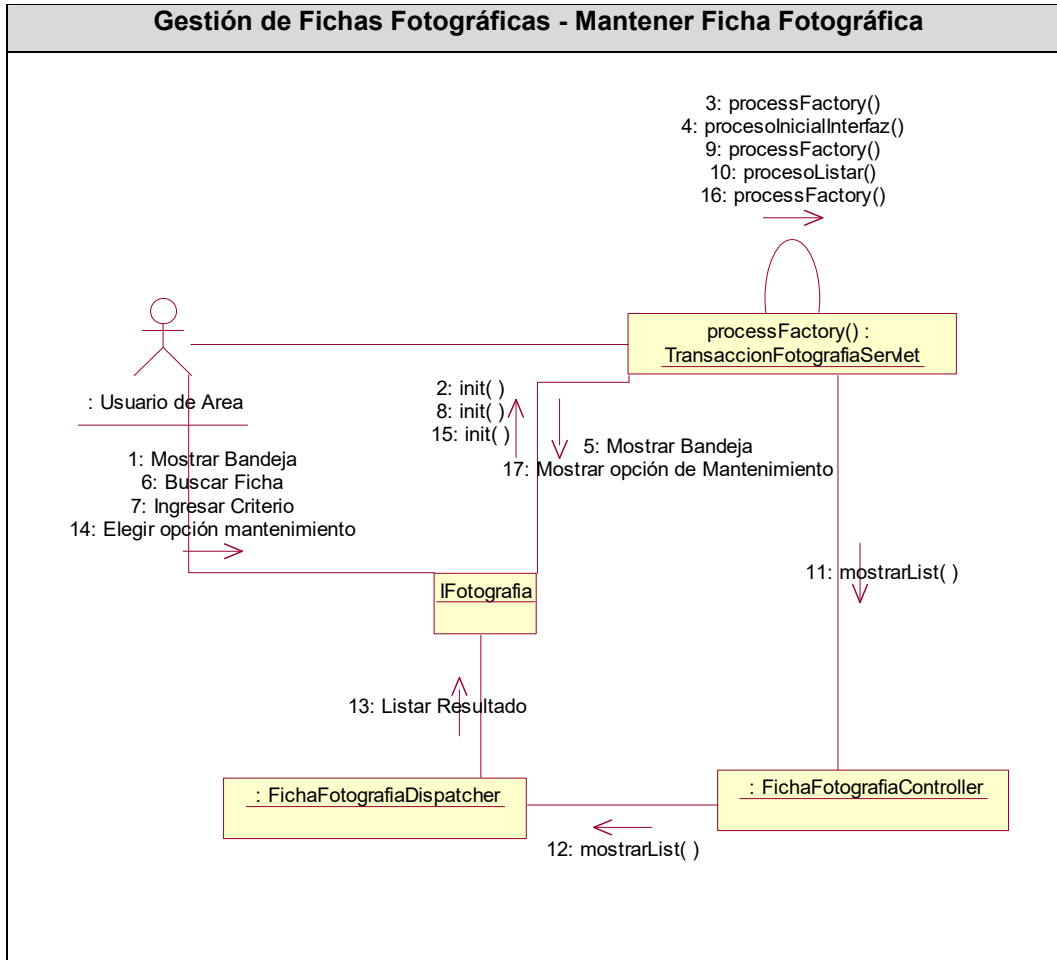 Gestión de Fichas Fotográficas - Mantener Ficha Fotográfica
3: processFactory()
4: procesoInicialInterfaz()
9: processFactory()
10: procesoListar()
16: processFactory()
processFactory() :
TransaccionFotografiaServlet
: Usuario de Area
2: init( )
8: init( )
15: init( )
5: Mostrar Bandeja
17: Mostrar opción de Mantenimiento
1: Mostrar Bandeja
6: Buscar Ficha
7: Ingresar Criterio
14: Elegir opción mantenimiento
11: mostrarList( )
IFotografia
13: Listar Resultado
: FichaFotografiaDispatcher
: FichaFotografiaController
12: mostrarList( )